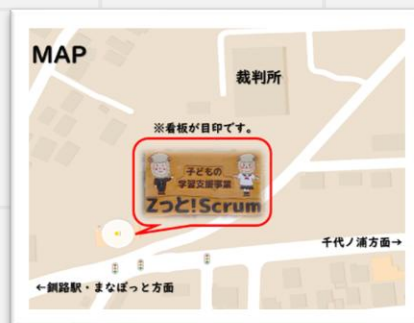 MAP
裁判所
※看板が目印です。
子どもの
学習支援事業
Zっと!Scrum
千代ノ浦方面→
←釧路駅・まなぼっと方面